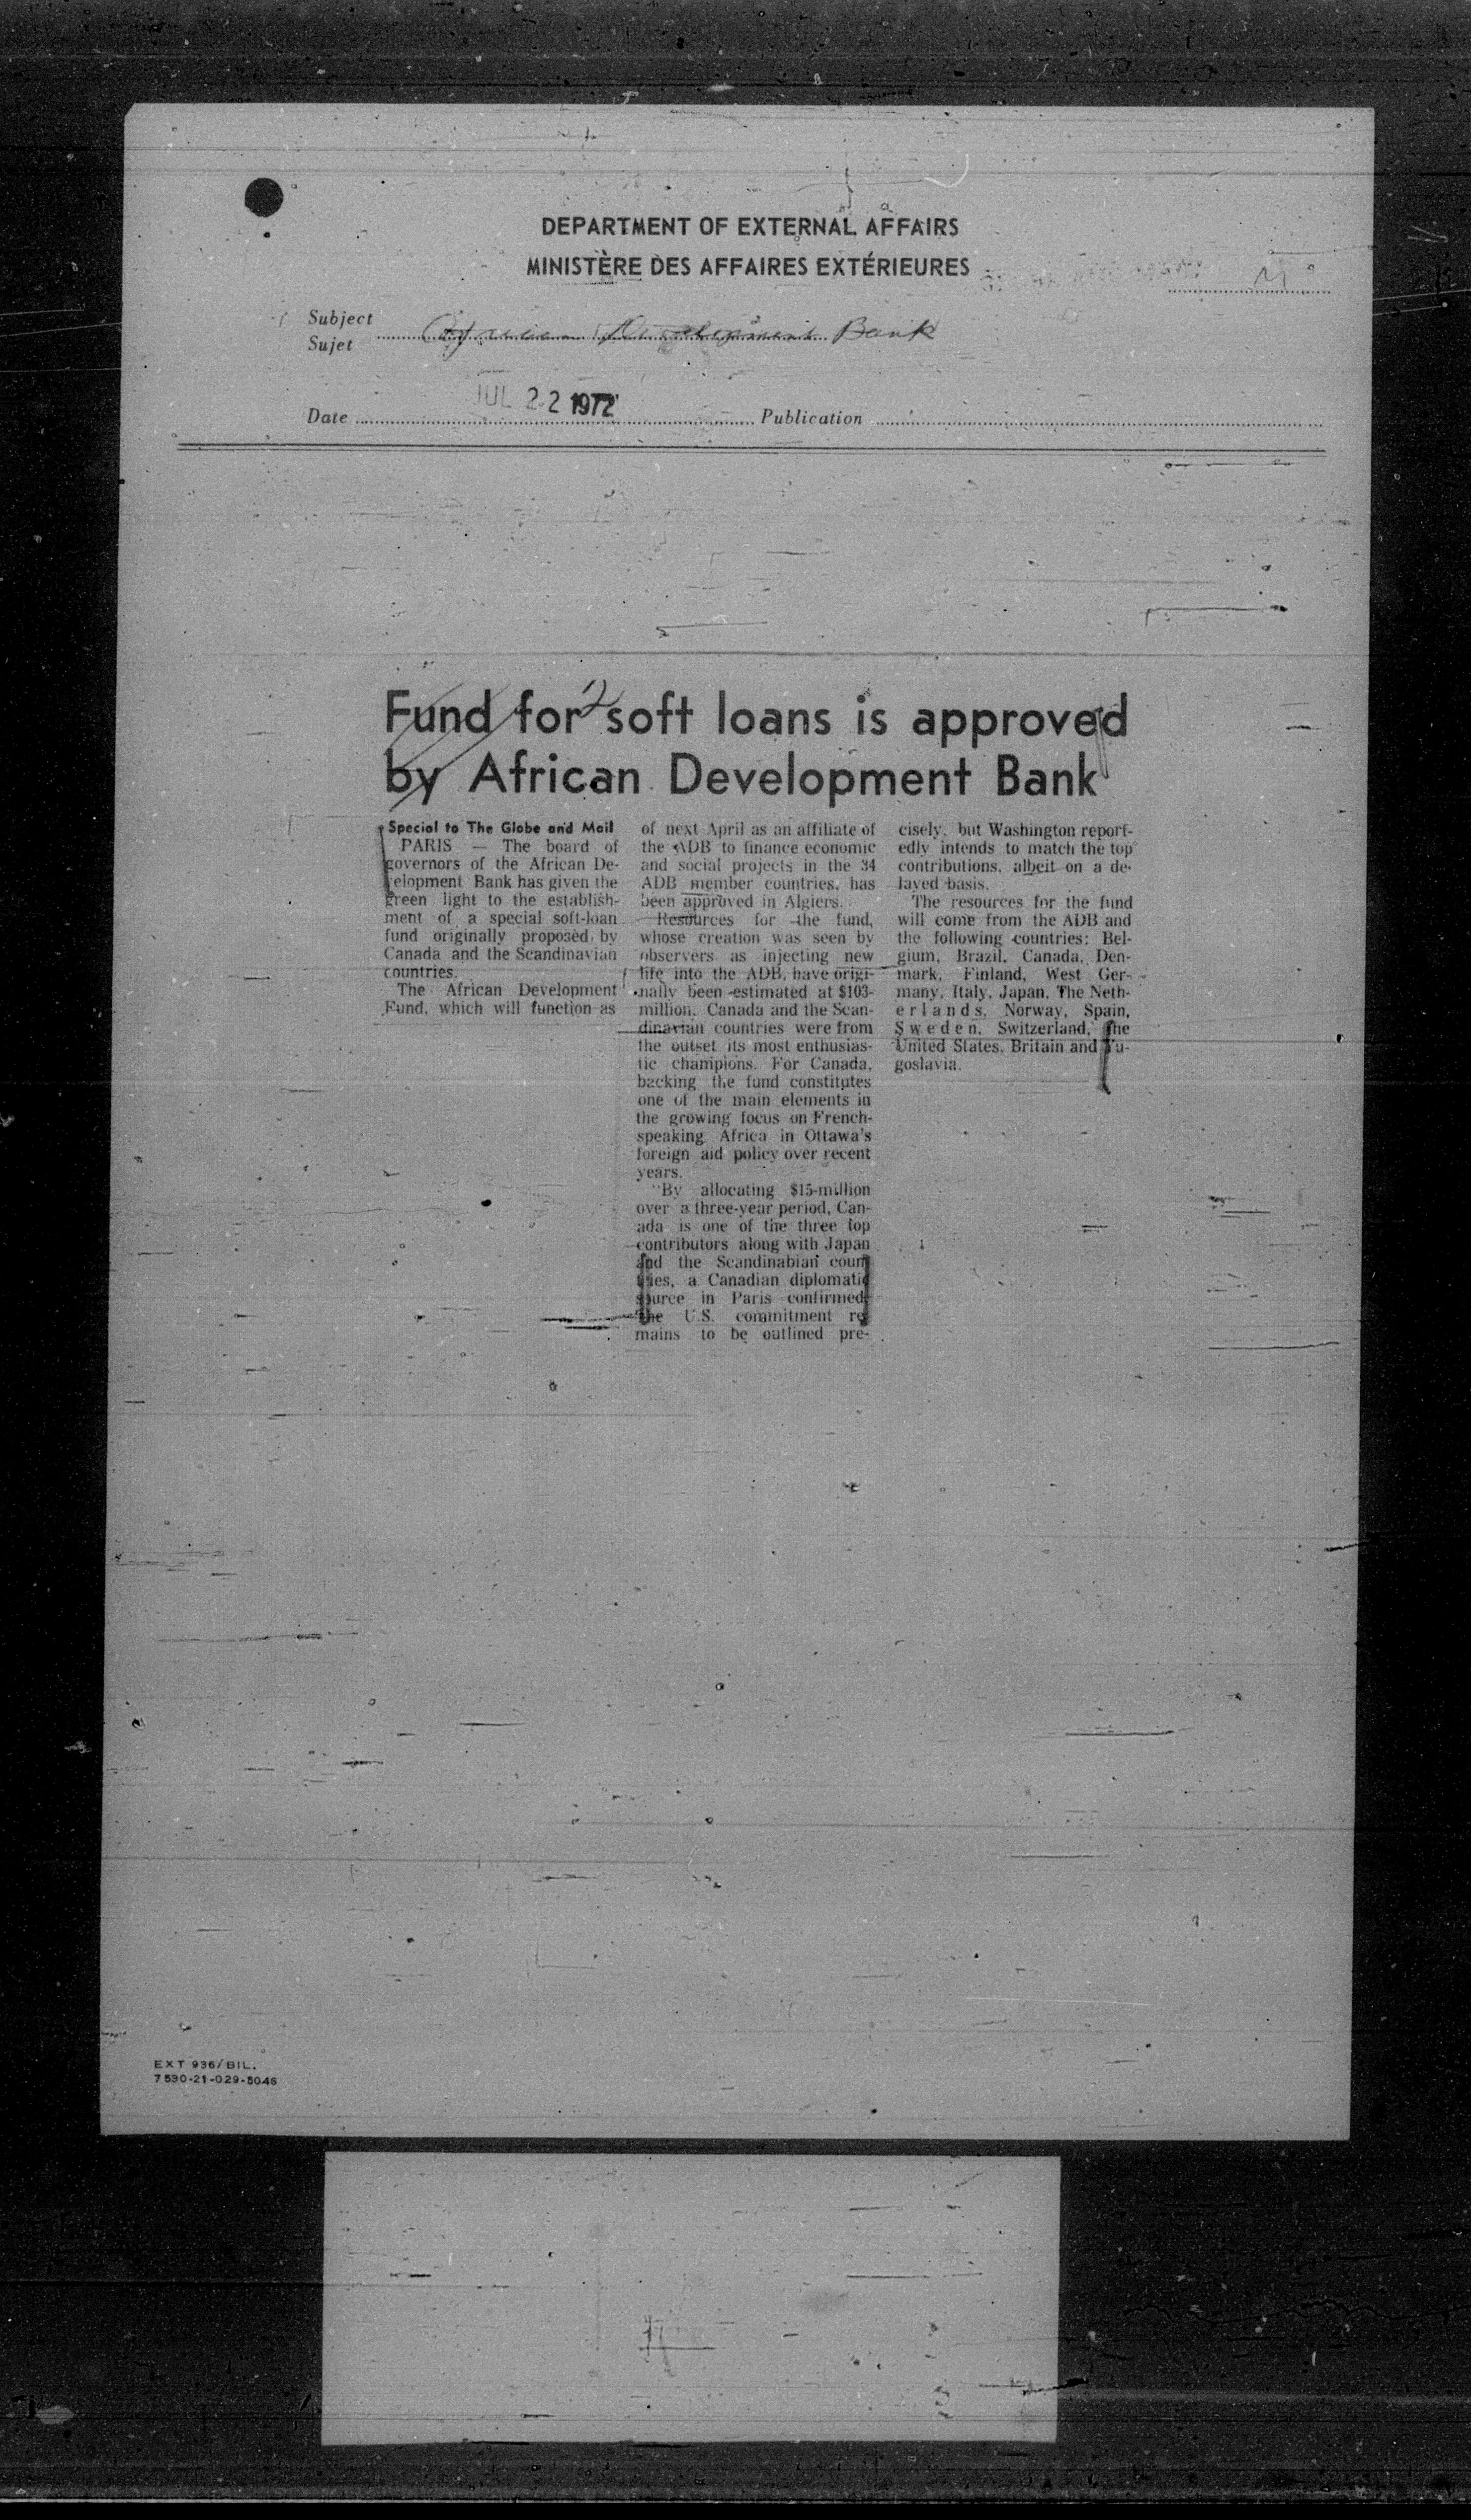 DEPARTMENT OF EXTERNAL AFFAIRS
MINISTÈRE DES AFFAIRES EXTÉRIEURES
Subject
Sujet
African Development Bank
JUL 22 1972
Date
Publication
Fund for soft loans is approved
by African Development Bank
Special to The Globe and Mail
PARIS — The board of
governors of the African De-
velopment Bank has given the
green light to the establish-
ment of a special soft-loan
fund originally proposed by
Canada and the Scandinavian
countries.
The African Development
Fund, which will function as
of next April as an affiliate of
the ADB to finance economic
and social projects in the 34
ADB member countries, has
been approved in Algiers.
Resources for the fund,
whose creation was seen by
observers as injecting new
life into the ADB, have origi-
nally been estimated at $103-
million. Canada and the Scan-
dinavian countries were from
the outset its most enthusias-
tic champions. For Canada,
backing the fund constitutes
one of the main elements in
the growing focus on French-
speaking Africa in Ottawa's
foreign aid policy over recent
years.
"By allocating $15-million
over a three-year period, Can-
ada is one of the three top
contributors along with Japan
and the Scandinabian coun-
tries, a Canadian diplomatic
source in Paris confirmed.
The U.S. commitment re-
mains to be outlined pre-
cisely, but Washington report-
edly intends to match the top
contributions, albeit on a de-
layed basis.
The resources for the fund
will come from the ADB and
the following countries: Bel-
gium, Brazil, Canada, Den-
mark, Finland, West Ger-
many, Italy, Japan, The Neth-
erlands, Norway, Spain,
Sweden, Switzerland, the
United States, Britain and Yu-
goslavia.
EXT 936/BIL.
7530-21-029-5046